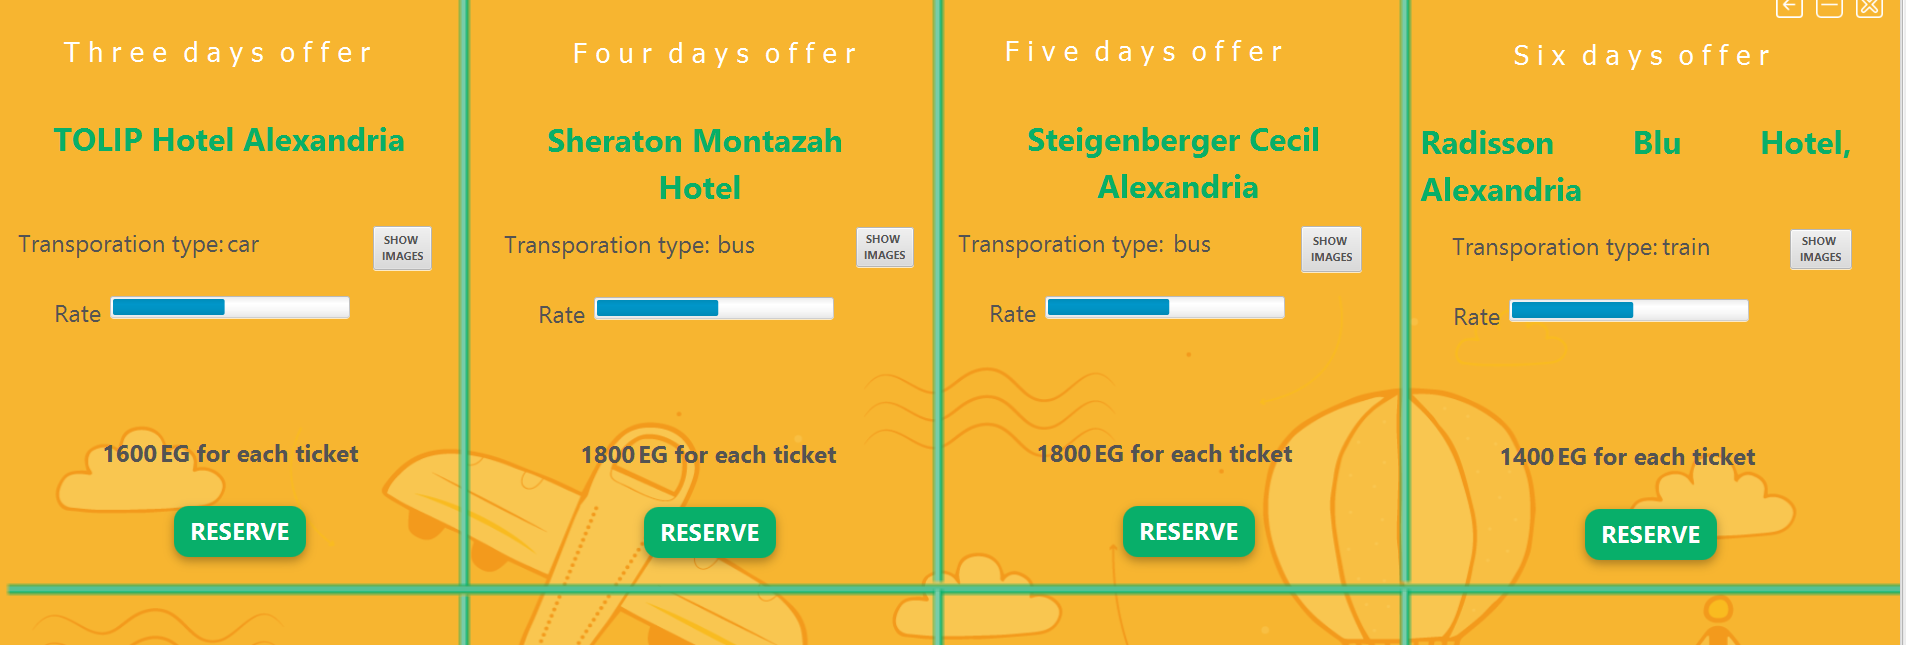 Three days offer
TOLIP Hotel Alexandria
Transporation type: car
SHOW
IMAGES
Rate
1600 EG for each ticket
RESERVE
Four days offer
Sheraton Montazah
Hotel
Transporation type: bus
SHOW
IMAGES
Rate
1800 EG for each ticket
RESERVE
Five days offer
Steigenberger Cecil
Alexandria
Transporation type: bus
SHOW
IMAGES
Rate
1800 EG for each ticket
RESERVE
Six days offer
Radisson Blu Hotel,
Alexandria
Transporation type: train
SHOW
IMAGES
Rate
1400 EG for each ticket
RESERVE